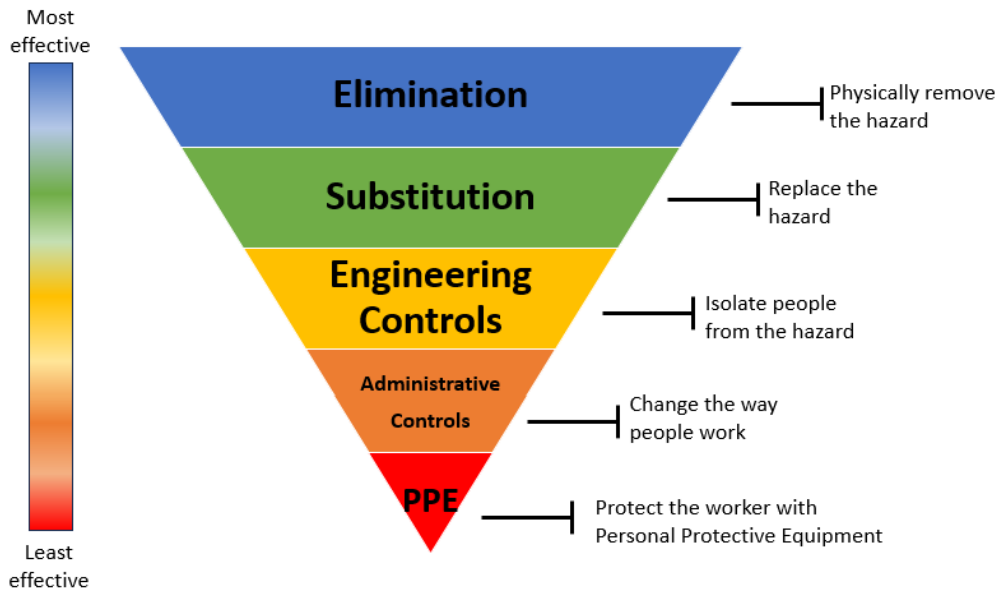 Most
effective
Elimination
Physically remove
the hazard
Substitution
Replace the
hazard
Engineering
Controls
Isolate people
from the hazard
Administrative
Controls
Change the way
people work
PPE
Protect the worker with
Personal Protective Equipment
Least
effective